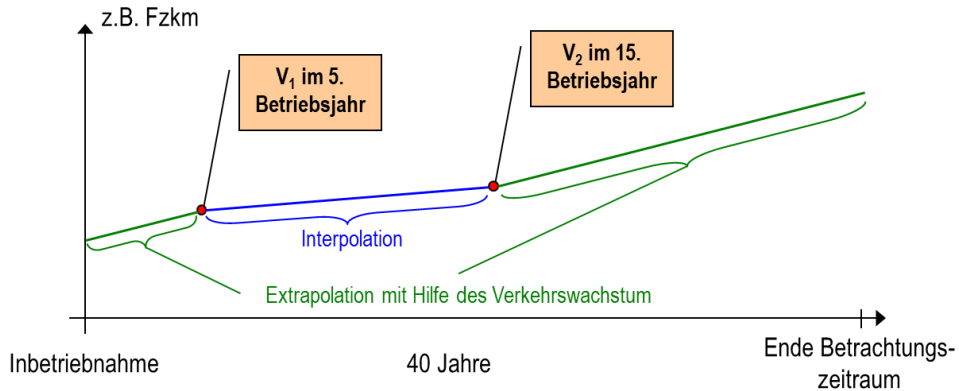 z.B. Fzkm
V1 im 5.
Betriebsjahr
V2 im 15.
Betriebsjahr
Interpolation
Extrapolation mit Hilfe des Verkehrswachstum
Inbetriebnahme
40 Jahre
Ende Betrachtungs-
zeitraum